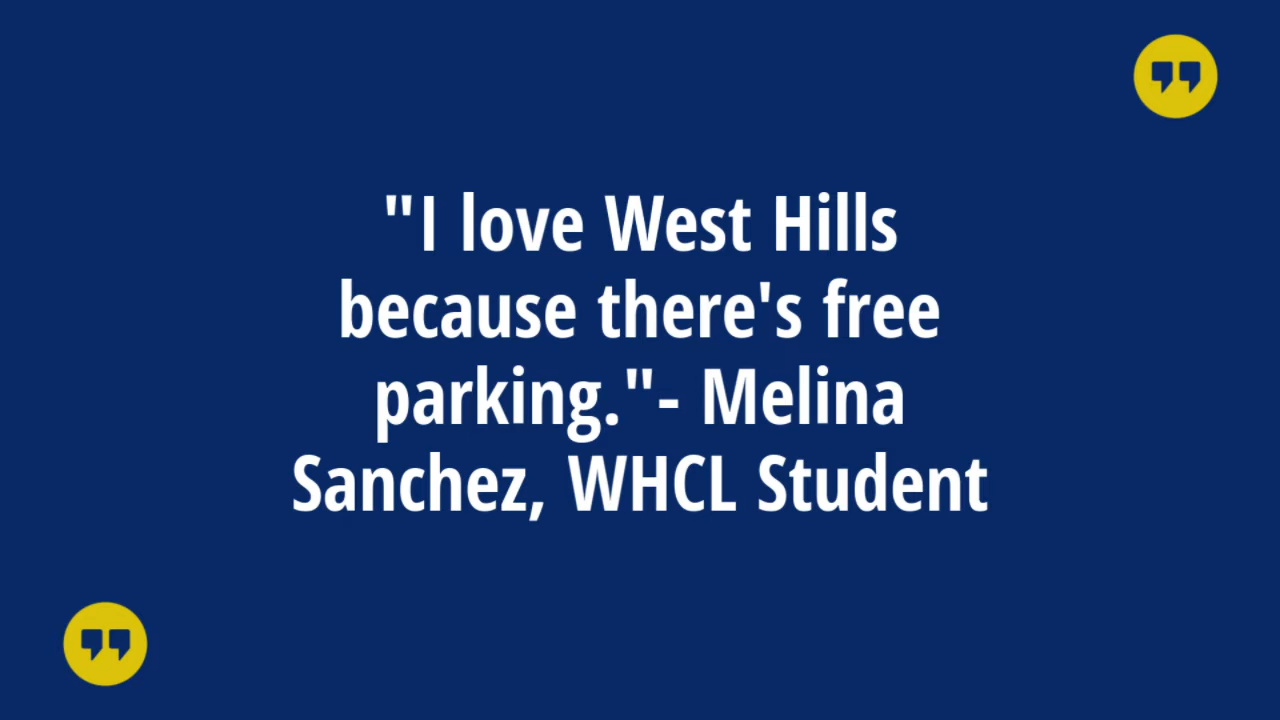 "I love West Hills
because there's free
parking."- Melina
Sanchez, WHCL Student